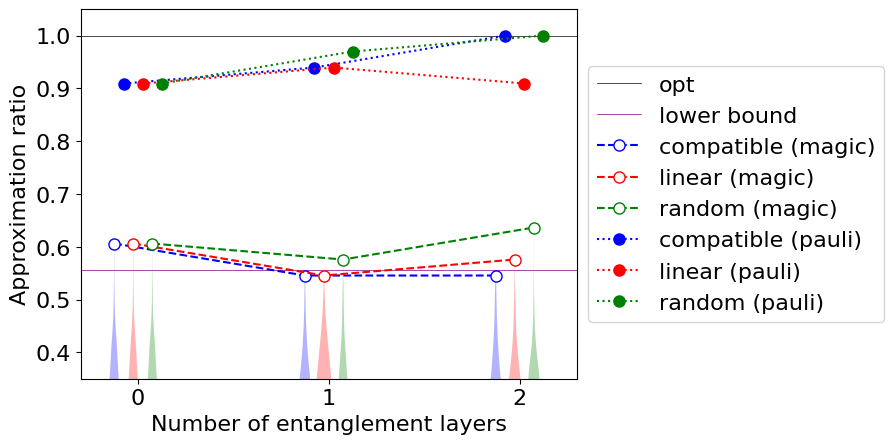 1.0
0.9
0.8
0.7
0.6
0.5
0.4
Approximation ratio
0 1 2
Number of entanglement layers
opt
lower bound
compatible (magic)
linear (magic)
random (magic)
compatible (pauli)
linear (pauli)
random (pauli)